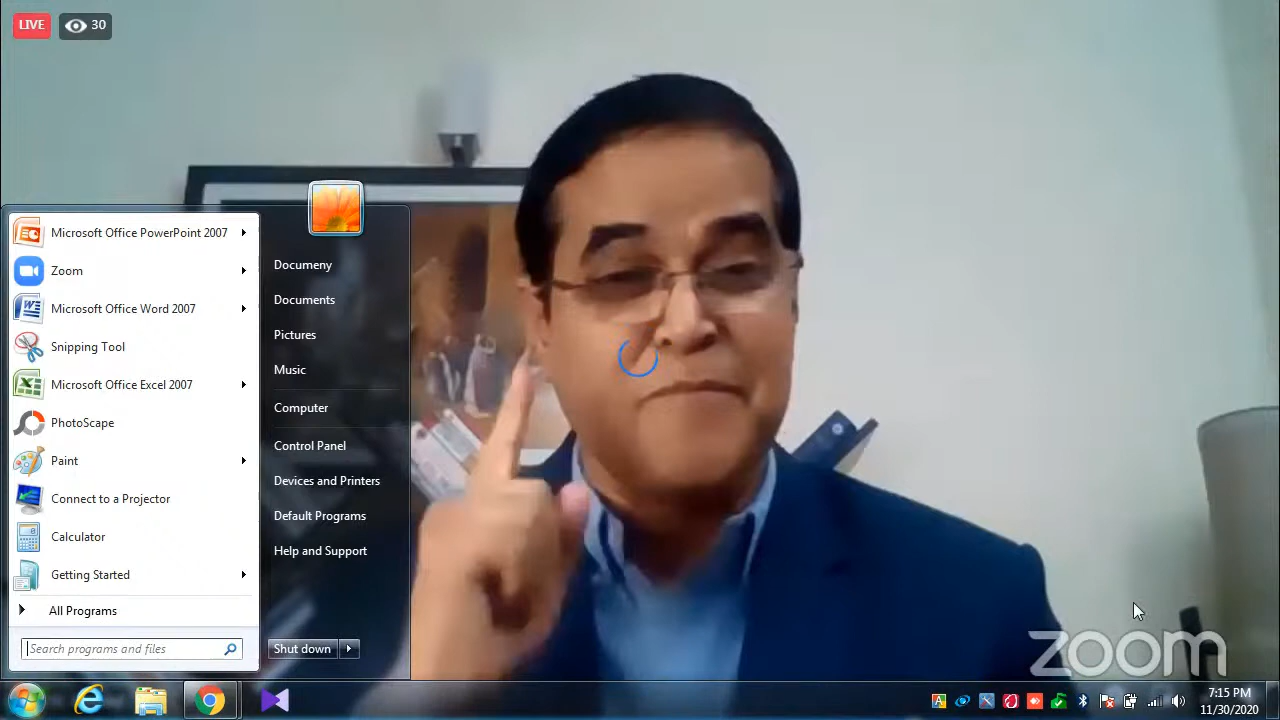 LIVE
30
Microsoft Office PowerPoint 2007
Zoom
Microsoft Office Word 2007
Snipping Tool
Microsoft Office Excel 2007
PhotoScape
Paint
Connect to a Projector
Calculator
Getting Started
All Programs
Search programs and files
Documeny
Documents
Pictures
Music
Computer
Control Panel
Devices and Printers
Default Programs
Help and Support
Shut down
zoom
7:15 PM
11/30/2020